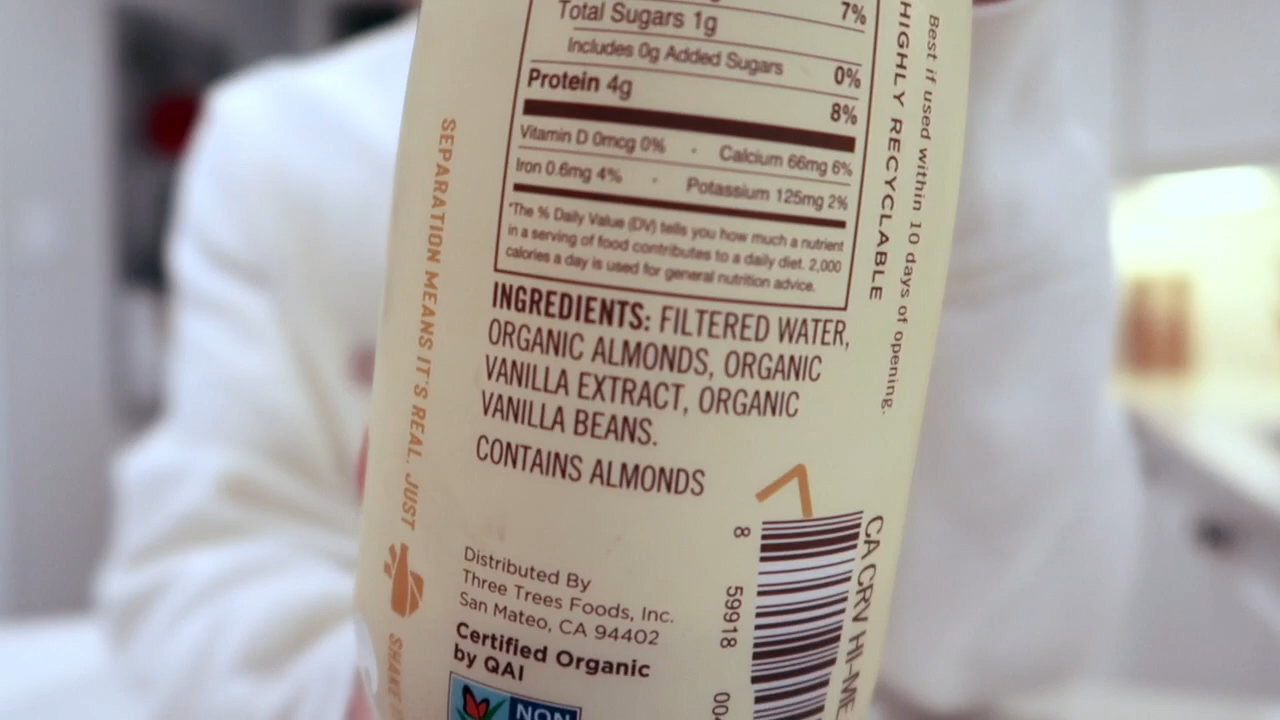 7%
Total Sugars 1g
Includes 0g Added Sugars 0%
Protein 4g 8%
Vitamin D 0mcg 0% • Calcium 66mg 6%
Iron 0.6mg 4% • Potassium 125mg 2%
*The % Daily Value (DV) tells you how much a nutrient
in a serving of food contributes to a daily diet. 2,000
calories a day is used for general nutrition advice.
INGREDIENTS: FILTERED WATER,
ORGANIC ALMONDS, ORGANIC
VANILLA EXTRACT, ORGANIC
VANILLA BEANS.
CONTAINS ALMONDS
Distributed By
Three Trees Foods, Inc.
San Mateo, CA 94402
Certified Organic
by QAI
NON
SEPARATION MEANS IT'S REAL. JUST
SHAKE
HIGHLY RECYCLABLE
Best if used within 10 days of opening.
8 59918 004
CA CRV HI-ME